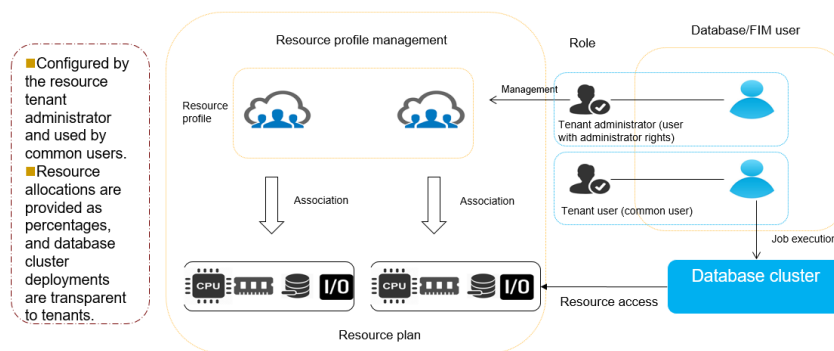 ■Configured by
the resource
tenant
administrator
and used by
common users.
■Resource
allocations are
provided as
percentages,
and database
cluster
deployments
are transparent
to tenants.
Resource profile management
Resource
profile
Association
Association
CPU
I/O
CPU
I/O
Resource plan
Role
Database/FIM user
Management
Tenant administrator (user
with administrator rights)
Tenant user (common user)
Job execution
Database cluster
Resource access